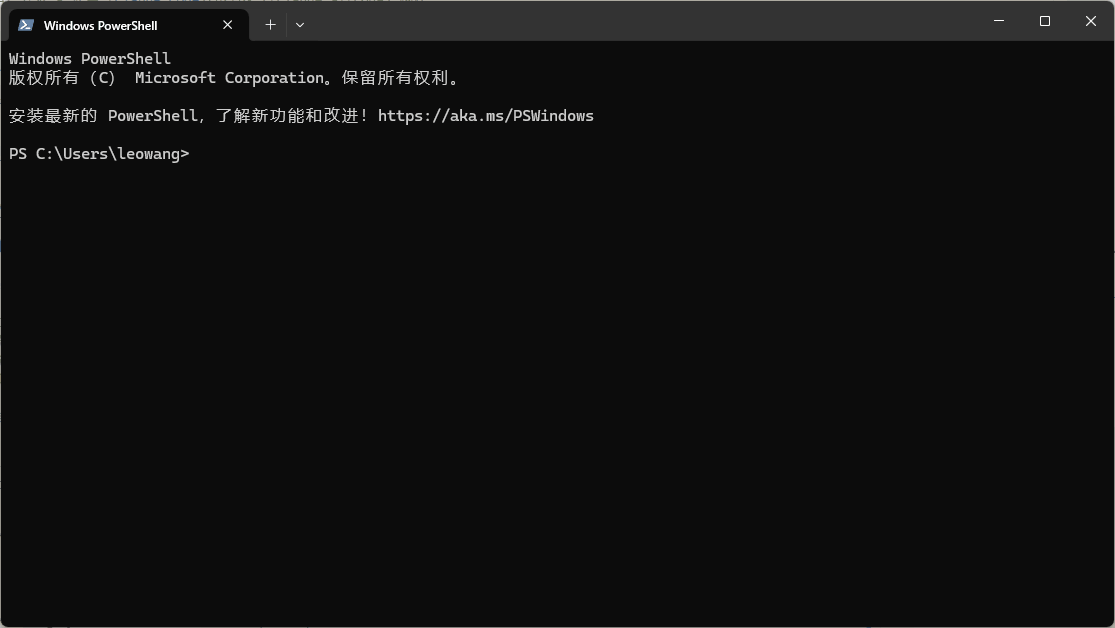 Windows PowerShell
Windows PowerShell
版权所有（C） Microsoft Corporation。保留所有权利。
安装最新的 PowerShell，了解新功能和改进！https://aka.ms/PSWindows
PS C:\Users\leowang>